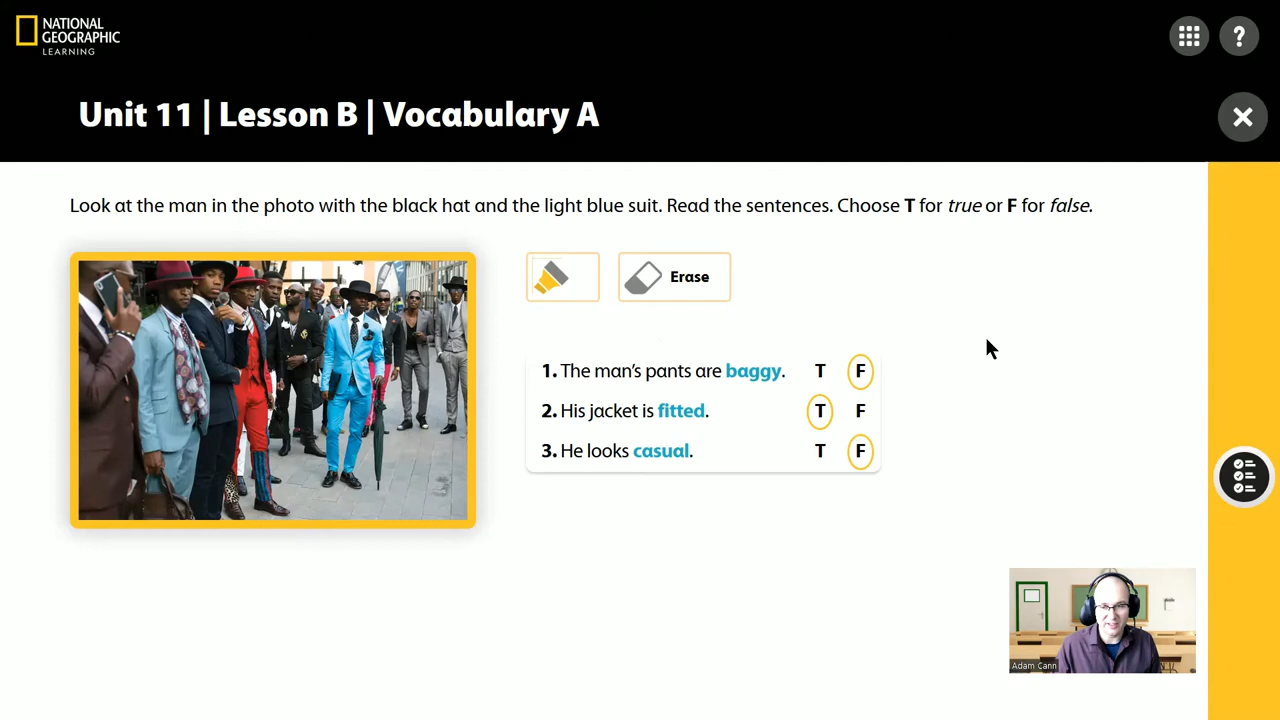 NATIONAL
GEOGRAPHIC
LEARNING
?
Unit 11 | Lesson B | Vocabulary A
Look at the man in the photo with the black hat and the light blue suit. Read the sentences. Choose T for true or F for false.
Erase
1. The man's pants are baggy. T F
2. His jacket is fitted. T F
3. He looks casual. T F
Adam Cann